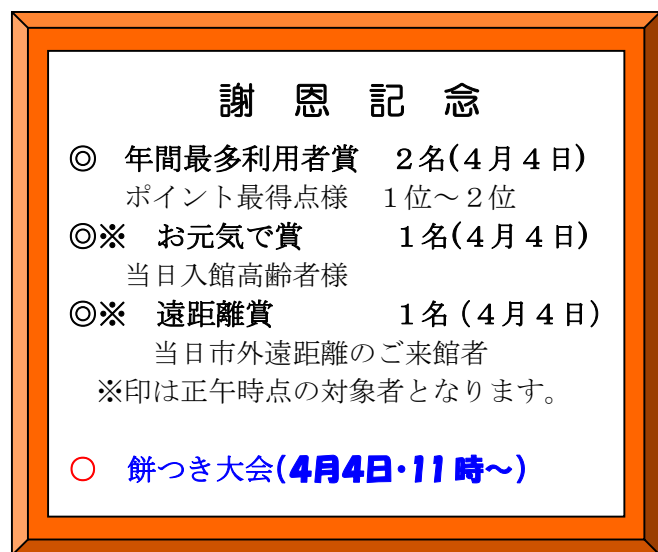 謝 恩 記 念
◎ 年間最多利用者賞 ２名(４月４日)
ポイント最得点様 １位～２位
◎※ お元気で賞 １名(４月４日)
当日入館高齢者様
◎※ 遠距離賞 １名(４月４日)
当日市外遠距離のご来館者
※印は正午時点の対象者となります。
○ 餅つき大会(4月4日･11時～)